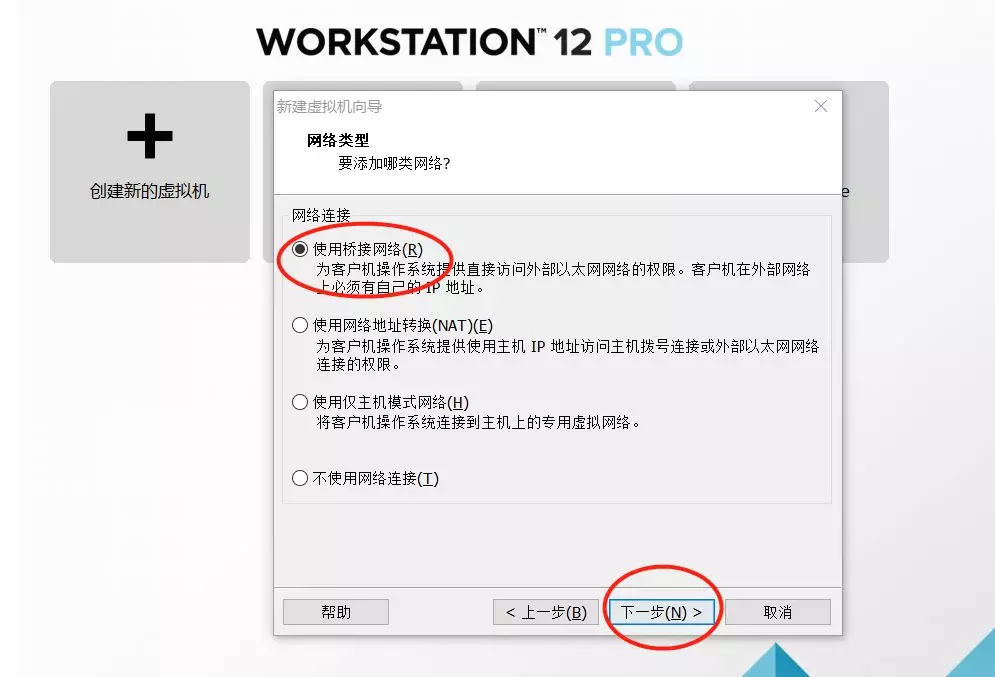 WORKSTATION™ 12 PRO
创建新的虚拟机
新建虚拟机向导
网络类型
要添加哪类网络?
e
网络连接
使用桥接网络(R)
为客户机操作系统提供直接访问外部以太网网络的权限。客户机在外部网络
上必须有自己的 IP 地址。
使用网络地址转换(NAT)(E)
为客户机操作系统提供使用主机 IP 地址访问主机拨号连接或外部以太网网络
连接的权限。
使用仅主机模式网络(H)
将客户机操作系统连接到主机上的专用虚拟网络。
不使用网络连接(T)
帮助
< 上一步(B)
下一步(N) >
取消